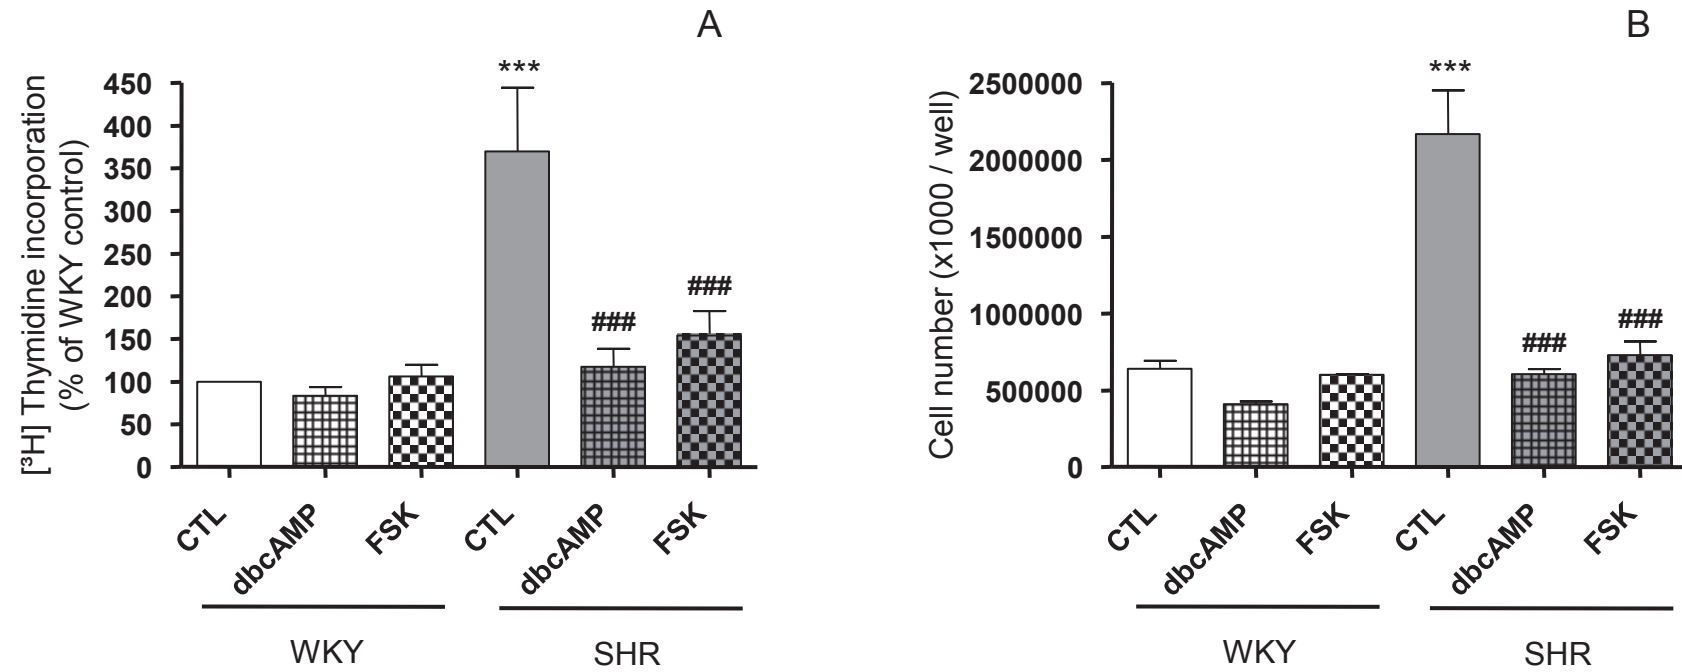 A
[³H] Thymidine incorporation
(% of WKY control)
450
400
350
300
250
200
150
100
50
0
***
###
###
CTL
dbcAMP
FSK
CTL
dbcAMP
FSK
WKY
SHR
B
Cell number (x1000 / well)
2500000
2000000
1500000
1000000
500000
0
***
###
###
CTL
dbcAMP
FSK
CTL
dbcAMP
FSK
WKY
SHR